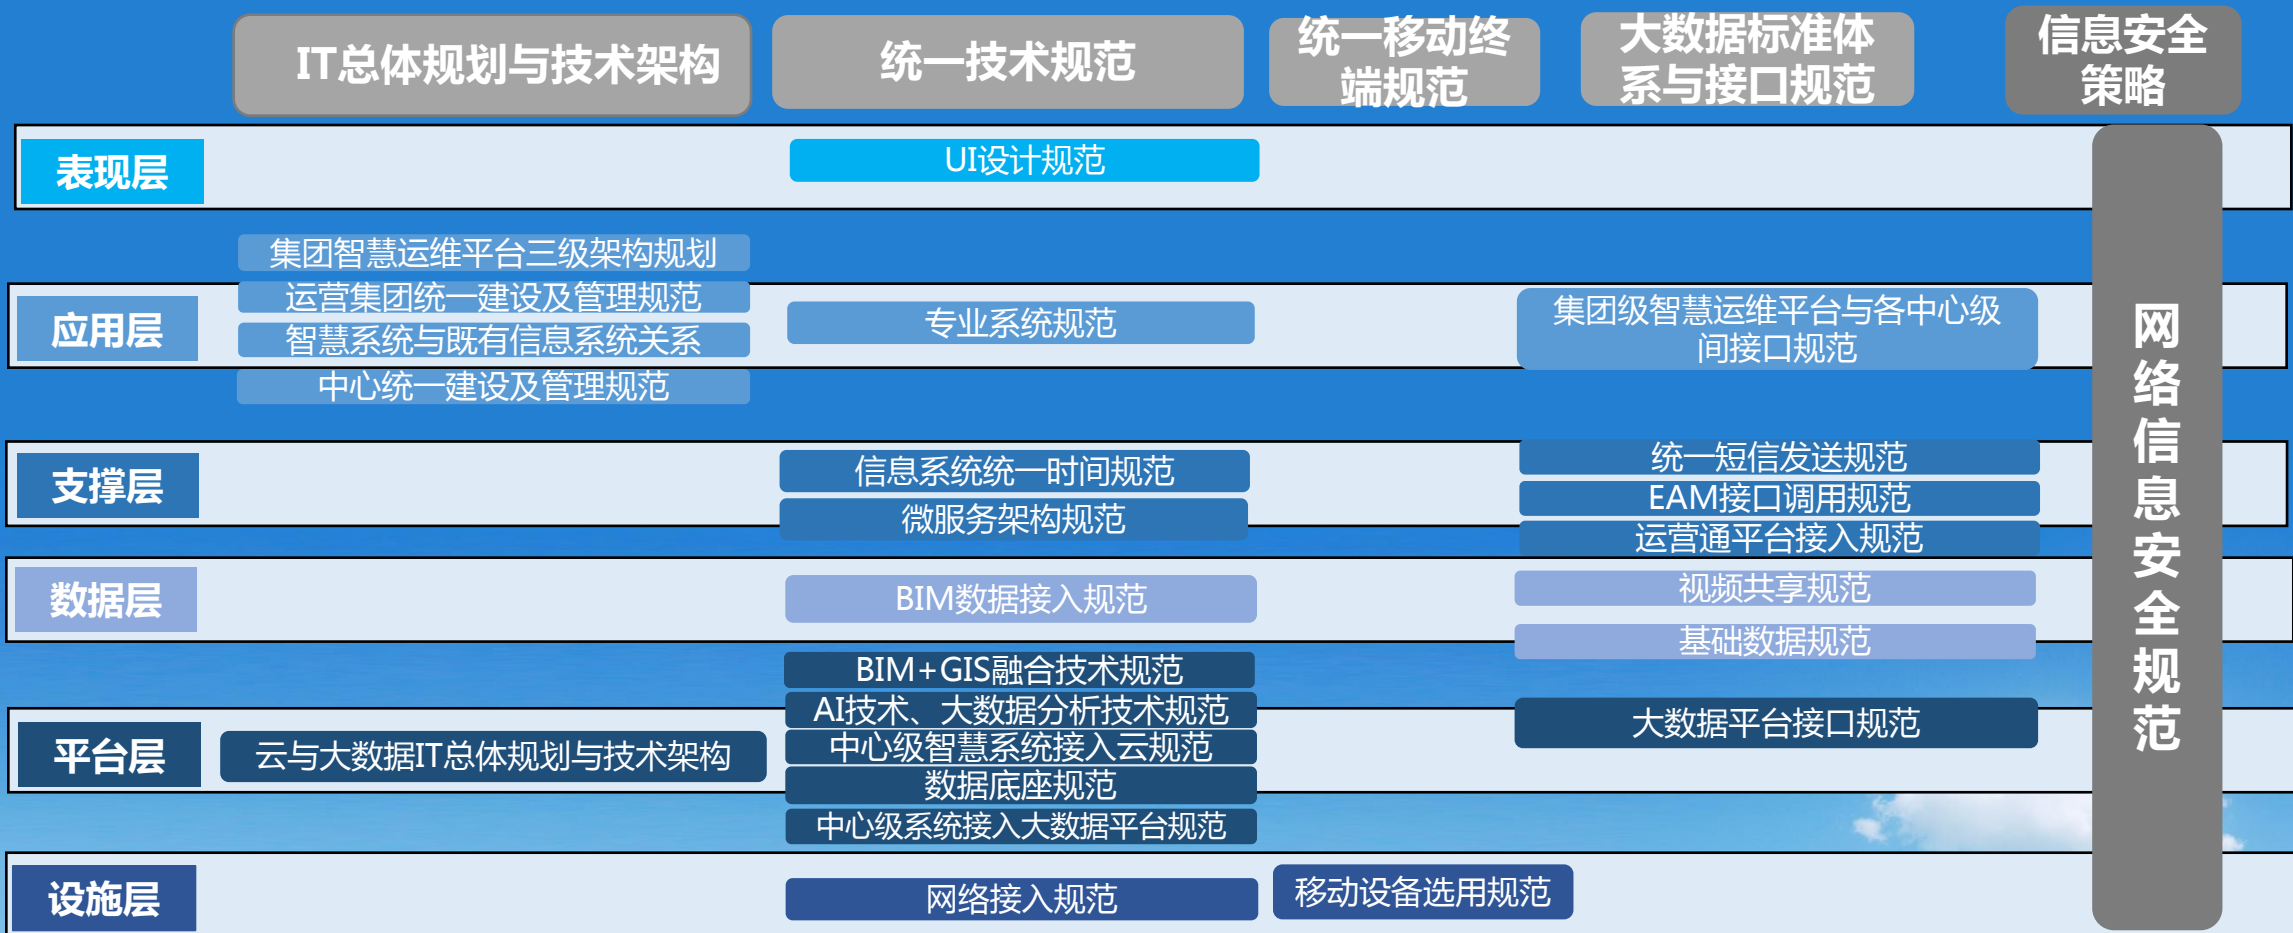 IT总体规划与技术架构
统一技术规范
统一移动终
端规范
大数据标准体
系与接口规范
信息安全
策略
表现层
UI设计规范
集团智慧运维平台三级架构规划
运营集团统一建设及管理规范
应用层
智慧系统与既有信息系统关系
中心统一建设及管理规范
专业系统规范
集团级智慧运维平台与各中心级
间接口规范
支撑层
信息系统统一时间规范
微服务架构规范
统一短信发送规范
EAM接口调用规范
运营通平台接入规范
数据层
BIM数据接入规范
视频共享规范
基础数据规范
平台层
云与大数据IT总体规划与技术架构
BIM+GIS融合技术规范
AI技术、大数据分析技术规范
中心级智慧系统接入云规范
数据底座规范
中心级系统接入大数据平台规范
大数据平台接口规范
设施层
网络接入规范
移动设备选用规范
网络信息安全规范